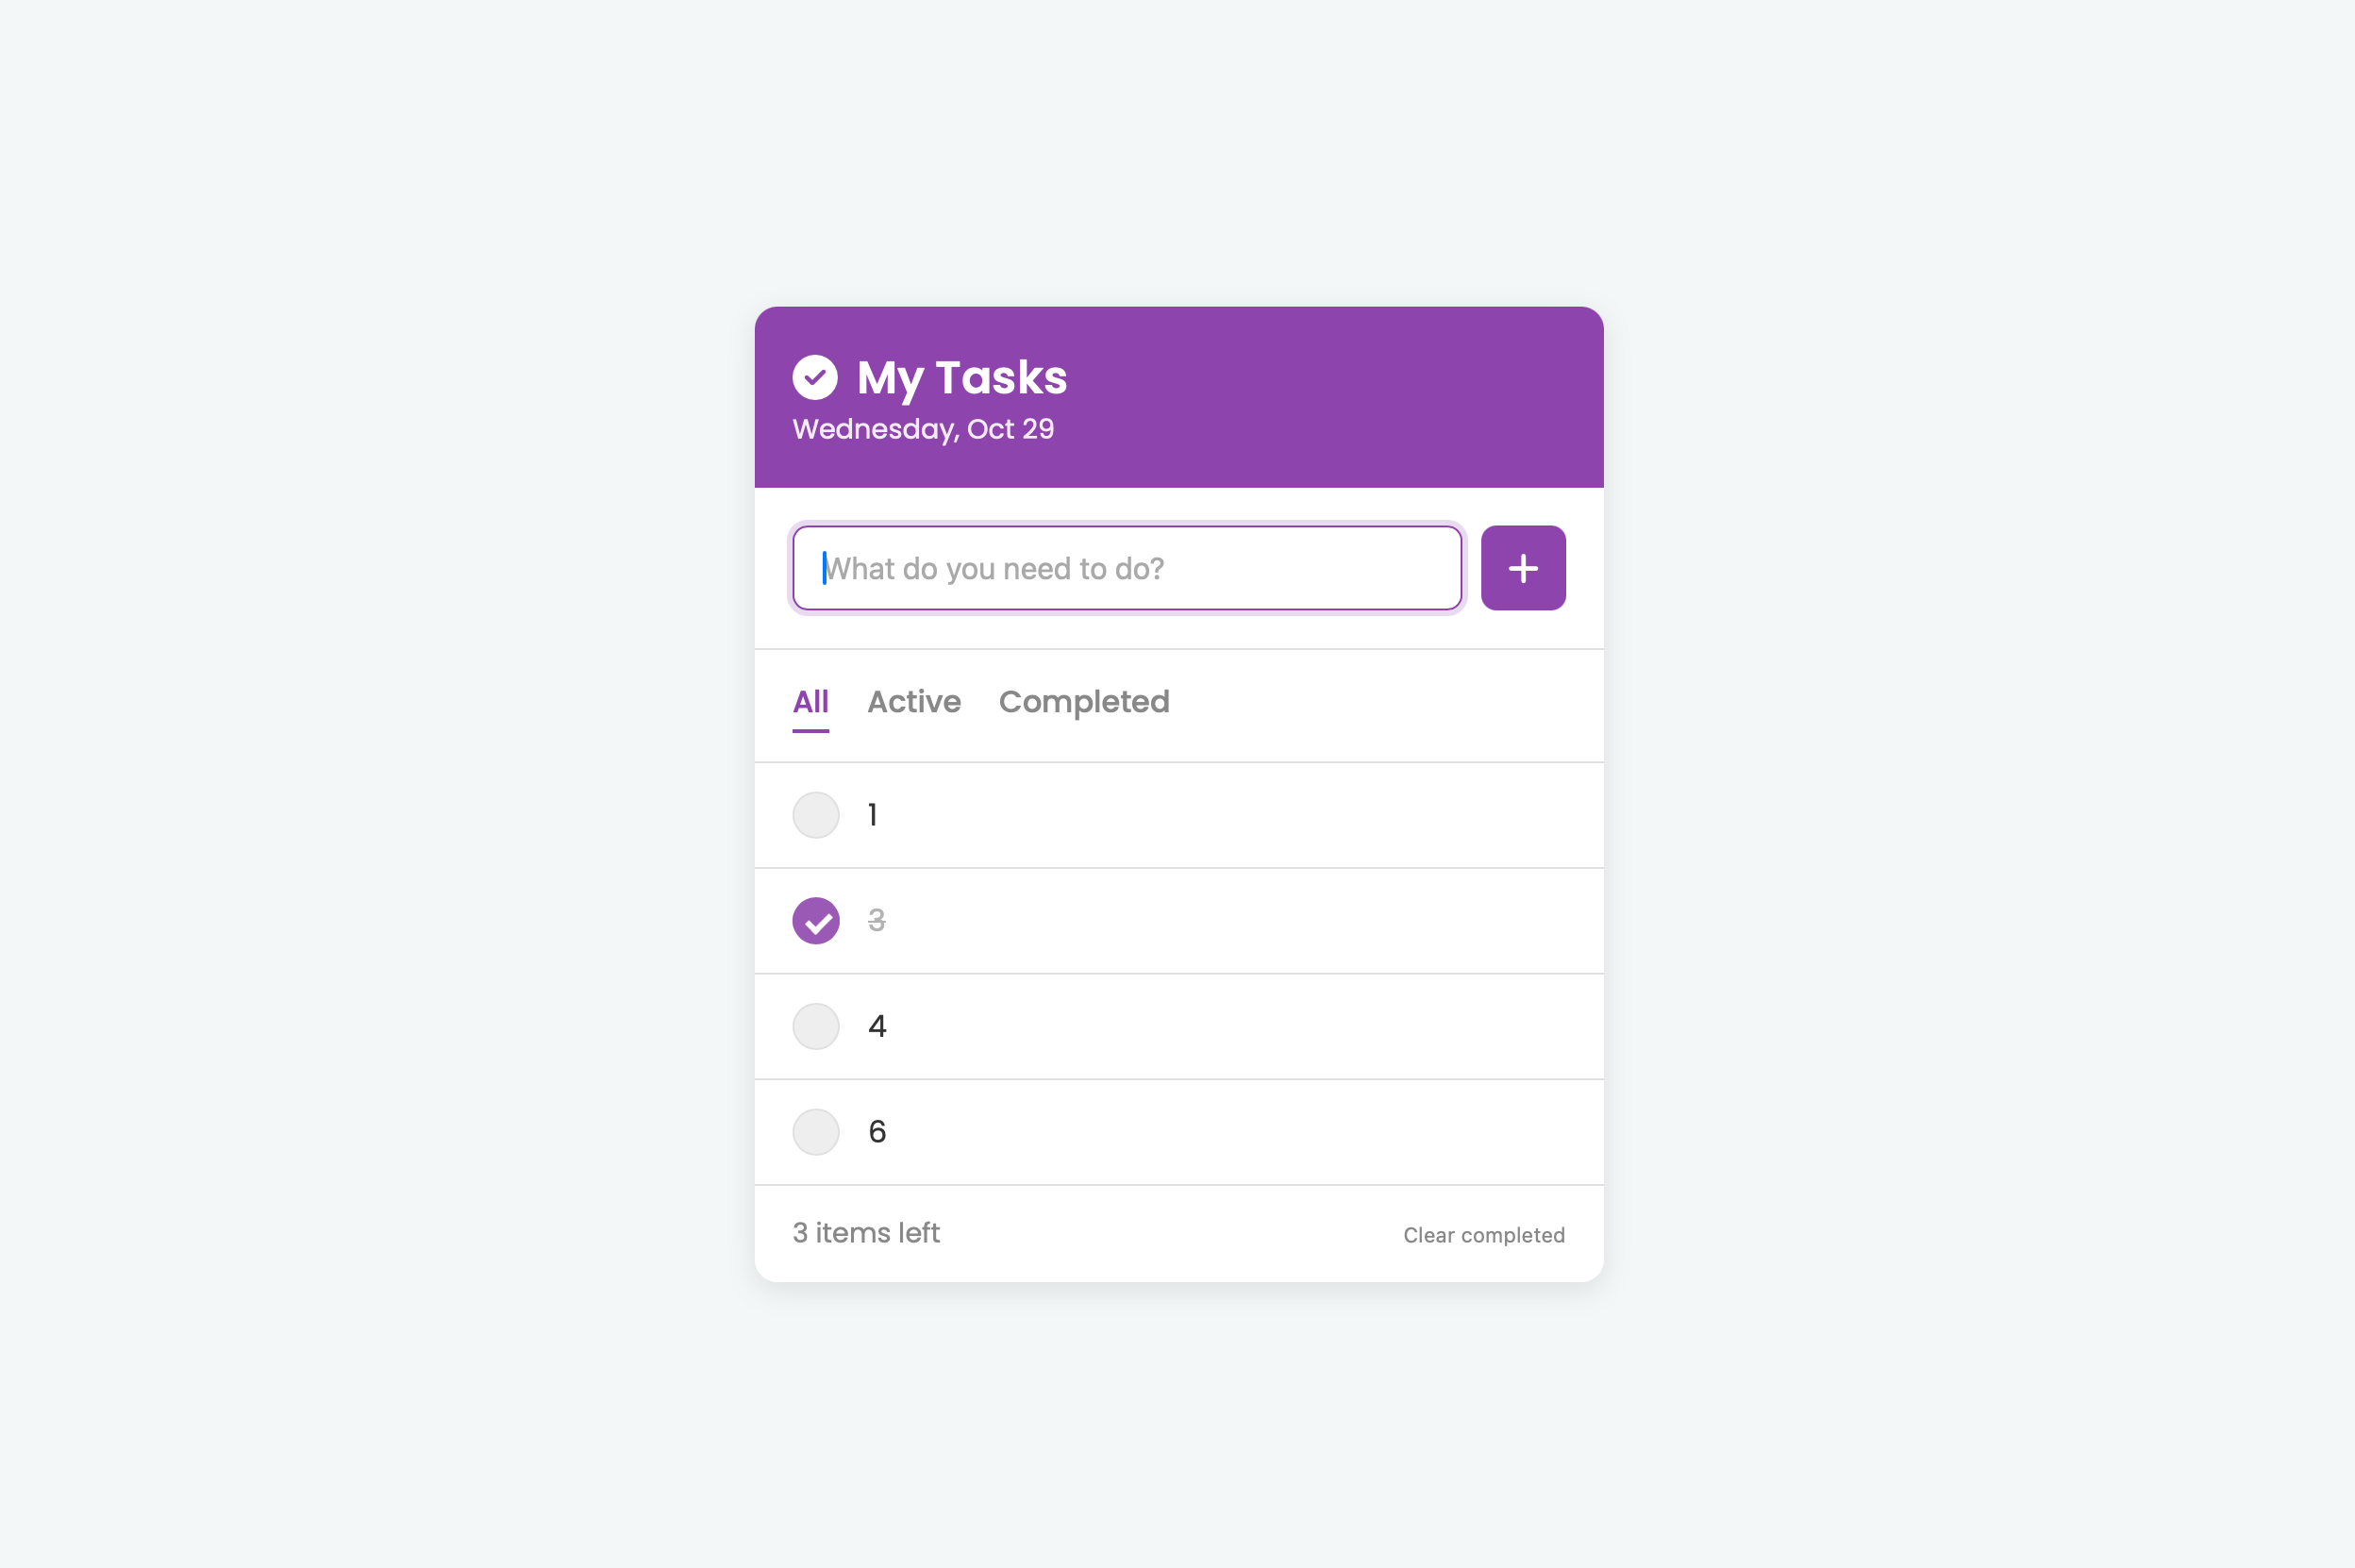 My Tasks
Wednesday, Oct 29
What do you need to do?
All Active Completed
1
3
4
6
3 items left Clear completed